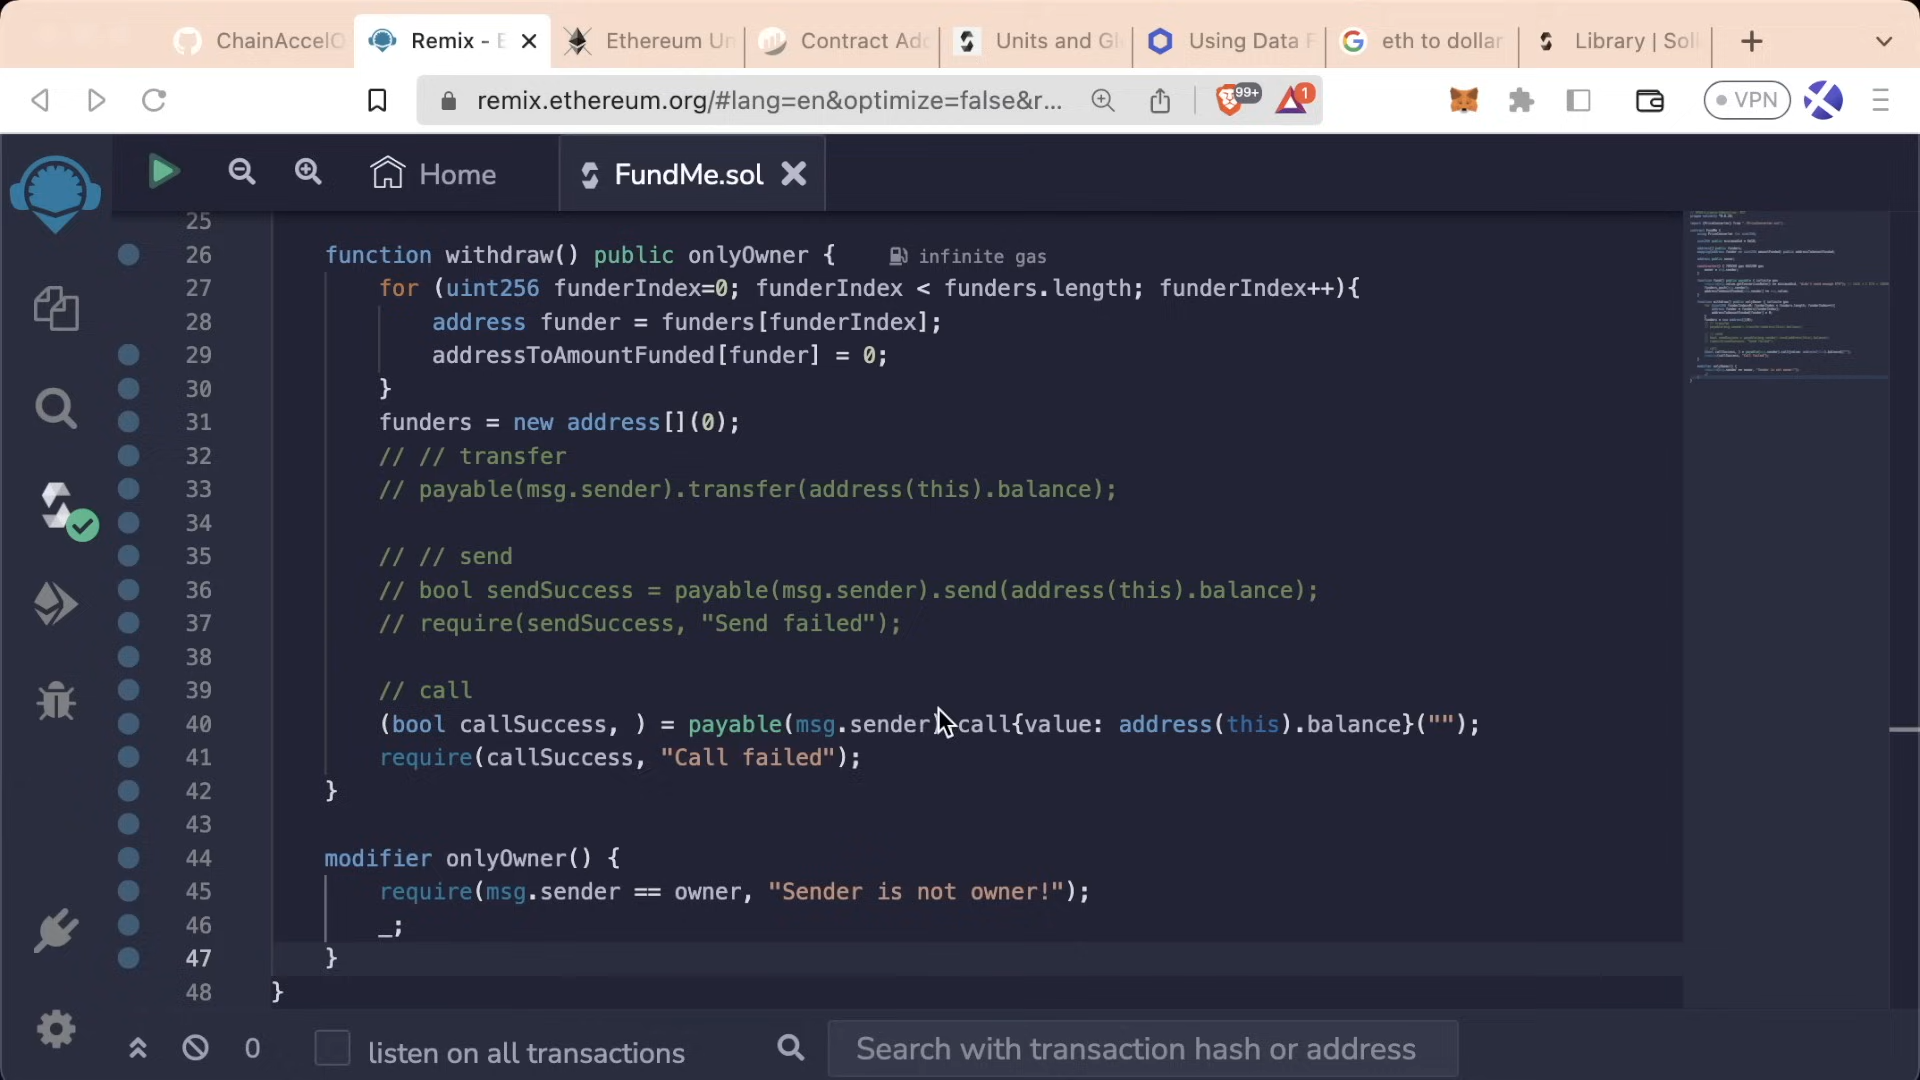 ChainAccelO
Remix - E
Ethereum Un
Contract Add
Units and Gl
Using Data F
eth to dollar
Library | Soli
remix.ethereum.org/#lang=en&optimize=false&r...
99+
1
VPN
Home
FundMe.sol
25
26 function withdraw() public onlyOwner { infinite gas
27 for (uint256 funderIndex=0; funderIndex < funders.length; funderIndex++){
28 address funder = funders[funderIndex];
29 addressToAmountFunded[funder] = 0;
30 }
31 funders = new address[](0);
32 // // transfer
33 // payable(msg.sender).transfer(address(this).balance);
34
35 // // send
36 // bool sendSuccess = payable(msg.sender).send(address(this).balance);
37 // require(sendSuccess, "Send failed");
38
39 // call
40 (bool callSuccess, ) = payable(msg.sender).call{value: address(this).balance}("");
41 require(callSuccess, "Call failed");
42 }
43
44 modifier onlyOwner() {
45 require(msg.sender == owner, "Sender is not owner!");
46 _;
47 }
48 }
0
listen on all transactions
Search with transaction hash or address